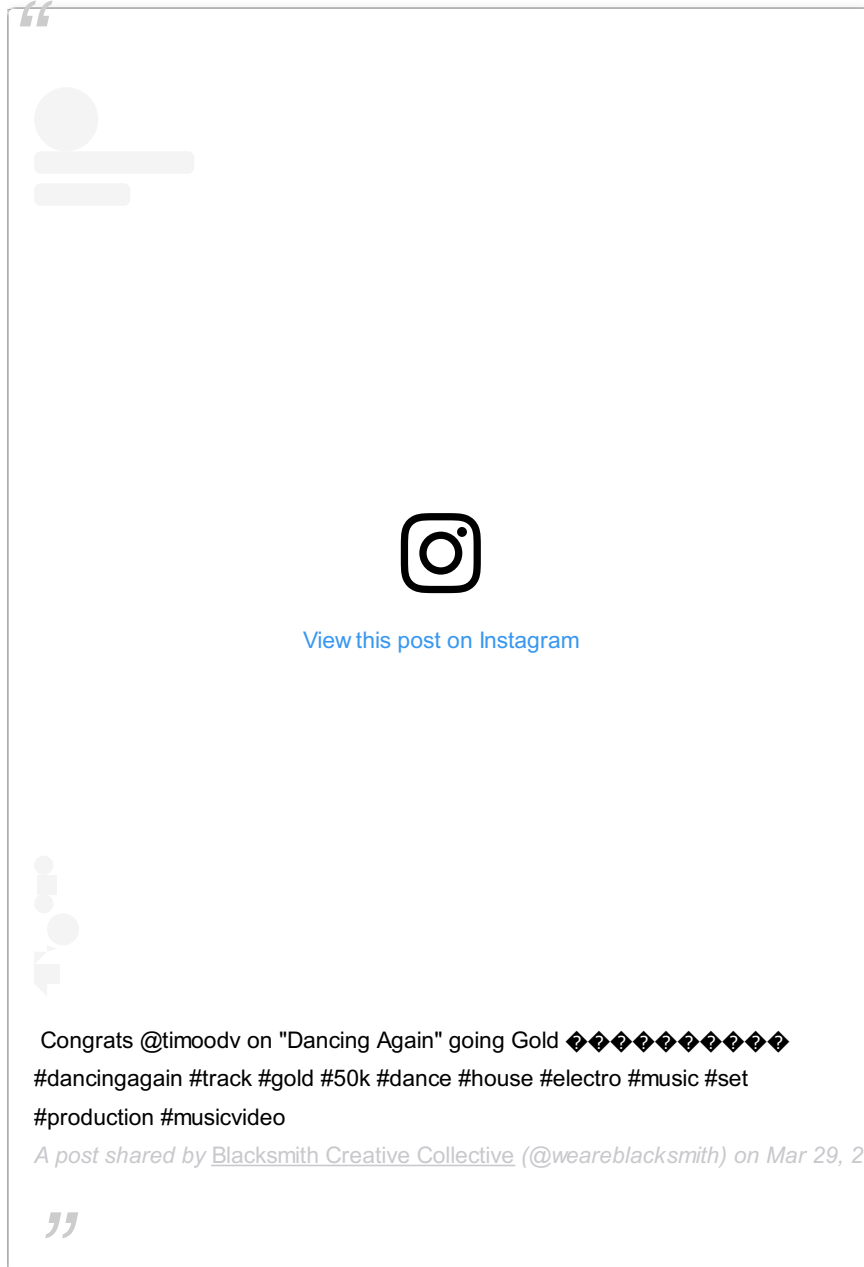 “
View this post on Instagram
Congrats @timoodv on "Dancing Again" going Gold ����������
#dancingagain #track #gold #50k #dance #house #electro #music #set
#production #musicvideo
A post shared by Blacksmith Creative Collective (@weareblacksmith) on Mar 29, 2
”